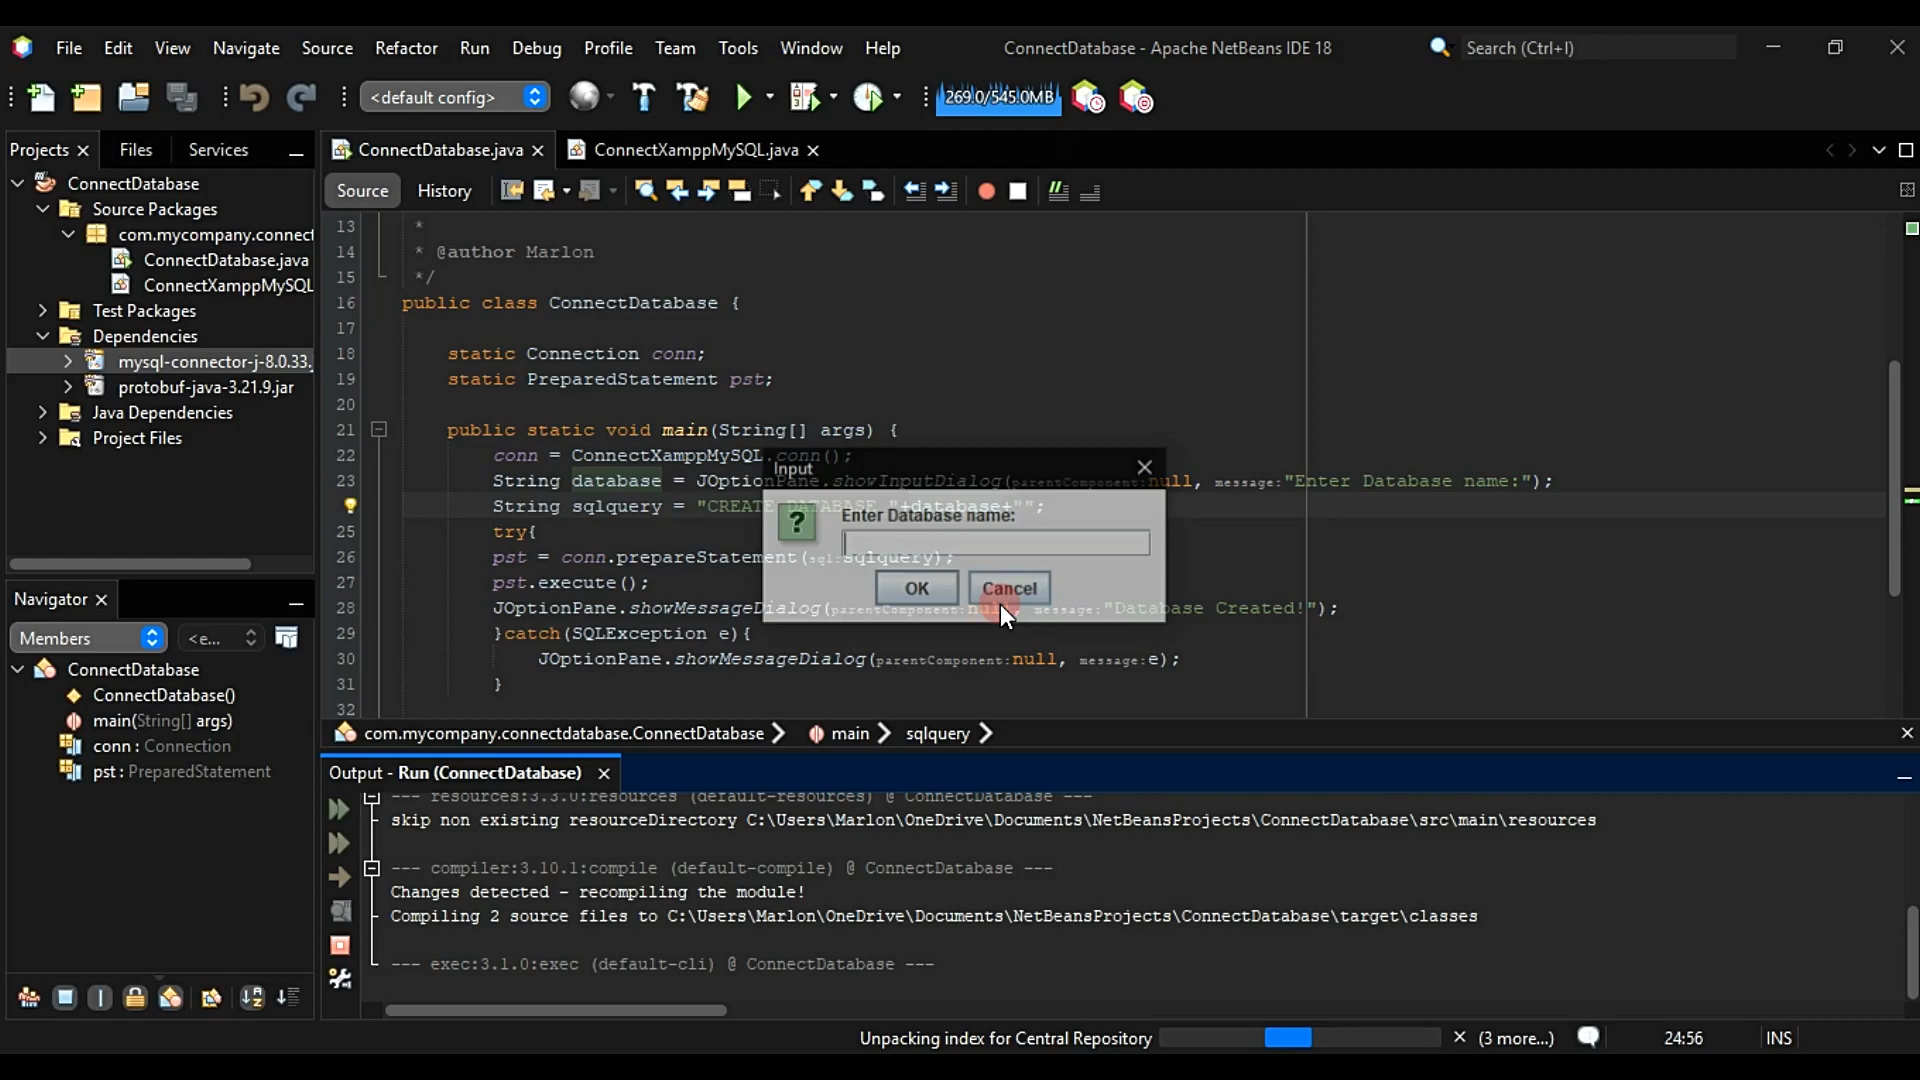 File Edit View Navigate Source Refactor Run Debug Profile Team Tools Window Help
ConnectDatabase - Apache NetBeans IDE 18
Search (Ctrl+I)
<default config>
269.0/545.0MB
Projects
Files
Services
ConnectDatabase
Source Packages
com.mycompany.connect
ConnectDatabase.java
ConnectXamppMySQL
Test Packages
Dependencies
mysql-connector-j-8.0.33.
protobuf-java-3.21.9.jar
Java Dependencies
Project Files
Navigator
Members
<e...
ConnectDatabase
ConnectDatabase()
main(String[] args)
conn : Connection
pst : PreparedStatement
ConnectDatabase.java
ConnectXamppMySQL.java
Source
History
13 *
14 * @author Marlon
15 */
16 public class ConnectDatabase {
17
18 static Connection conn;
19 static PreparedStatement pst;
20
21 public static void main(String[] args) {
22 conn = ConnectXamppMySQL.conn();
23 String database = JOptionPane.showInputDialog(parentComponent:null, message:"Enter Database name:");
String sqlquery = "CREATE DATABASE "+database+"";
25 try{
26 pst = conn.prepareStatement(sql:sqlquery);
27 pst.execute();
28 JOptionPane.showMessageDialog(parentComponent:null, message:"Database Created!");
29 }catch(SQLException e){
30 JOptionPane.showMessageDialog(parentComponent:null, message:e);
31 }
32
Input
Enter Database name:
OK
Cancel
com.mycompany.connectdatabase.ConnectDatabase
main
sqlquery
Output - Run (ConnectDatabase)
--- resources:3.3.0:resources (default-resources) @ ConnectDatabase ---
skip non existing resourceDirectory C:\Users\Marlon\OneDrive\Documents\NetBeansProjects\ConnectDatabase\src\main\resources
--- compiler:3.10.1:compile (default-compile) @ ConnectDatabase ---
Changes detected - recompiling the module!
Compiling 2 source files to C:\Users\Marlon\OneDrive\Documents\NetBeansProjects\ConnectDatabase\target\classes
--- exec:3.1.0:exec (default-cli) @ ConnectDatabase ---
Unpacking index for Central Repository
(3 more...)
24:56
INS